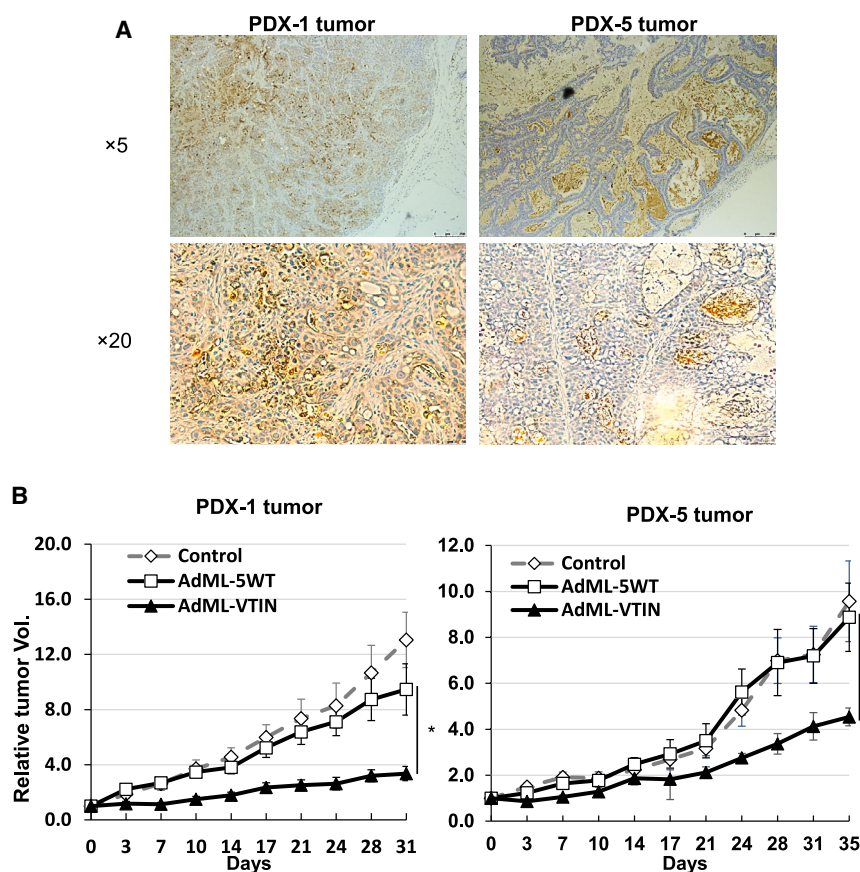 A
PDX-1 tumor PDX-5 tumor
×5
×20
B
PDX-1 tumor
20.0
16.0
12.0
8.0
4.0
0.0
Relative tumor Vol.
Control
AdML-5WT
AdML-VTIN
*
0 3 7 10 14 17 21 24 28 31
Days
PDX-5 tumor
12.0
10.0
8.0
6.0
4.0
2.0
0.0
Control
AdML-5WT
AdML-VTIN
0 3 7 10 14 17 21 24 28 31 35
Days